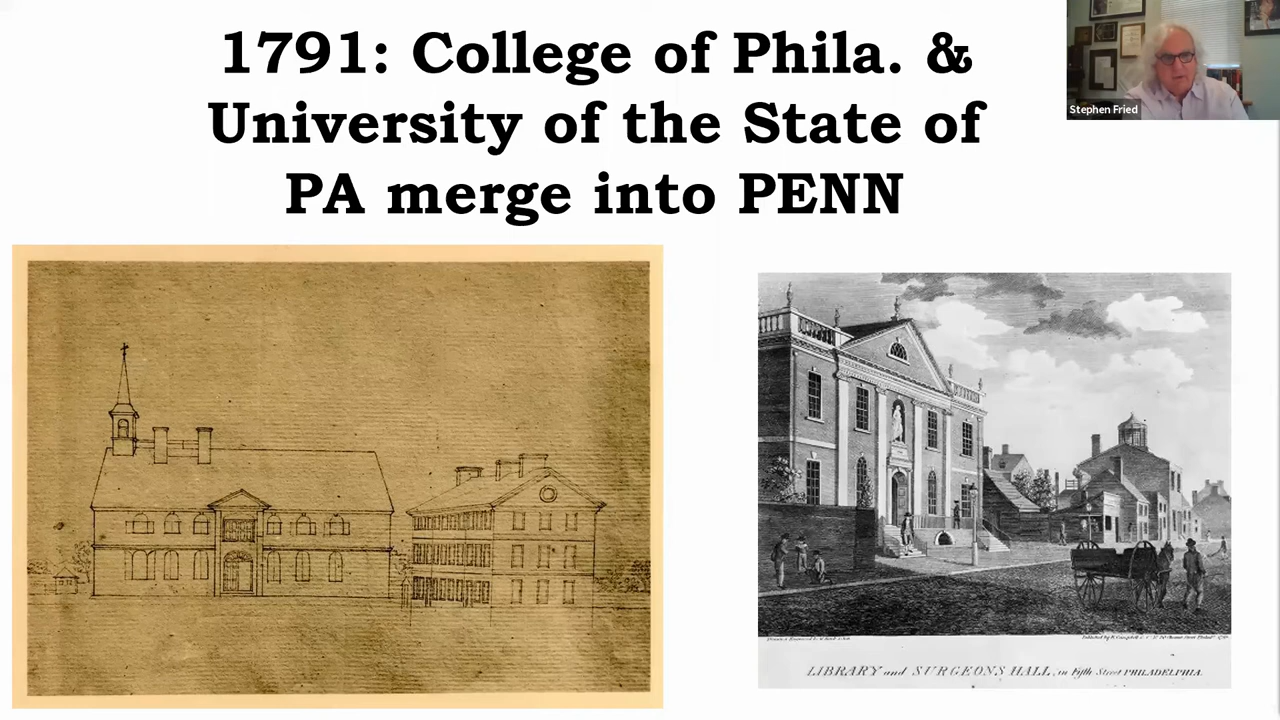 1791: College of Phila. &
University of the State of
PA merge into PENN
Stephen Fried
LIBRARY and SURGEONS HALL, in Fifth Street PHILADELPHIA.